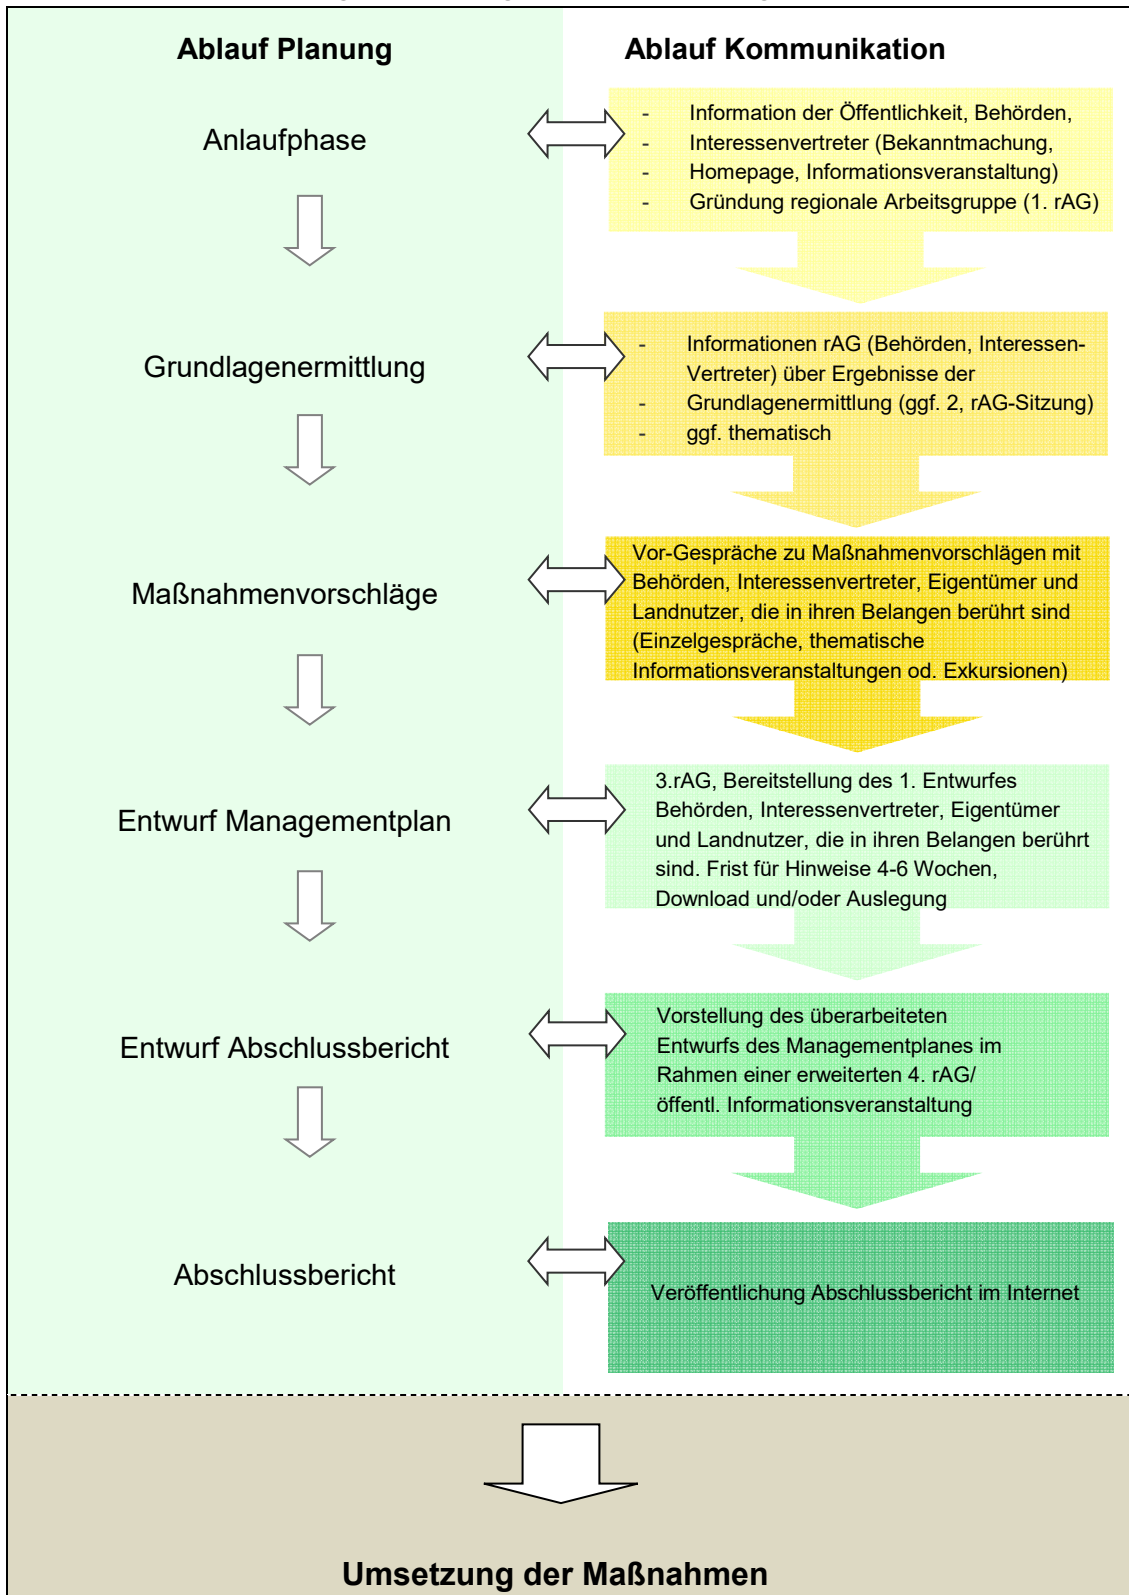 Ablauf Planung
Ablauf Kommunikation
Anlaufphase
- Information der Öffentlichkeit, Behörden,
- Interessenvertreter (Bekanntmachung,
- Homepage, Informationsveranstaltung)
- Gründung regionale Arbeitsgruppe (1. rAG)
Grundlagenermittlung
- Informationen rAG (Behörden, Interessen-
Vertreter) über Ergebnisse der
- Grundlagenermittlung (ggf. 2, rAG-Sitzung)
- ggf. thematisch
Maßnahmenvorschläge
Vor-Gespräche zu Maßnahmenvorschlägen mit
Behörden, Interessenvertreter, Eigentümer und
Landnutzer, die in ihren Belangen berührt sind
(Einzelgespräche, thematische
Informationsveranstaltungen od. Exkursionen)
Entwurf Managementplan
3.rAG, Bereitstellung des 1. Entwurfes
Behörden, Interessenvertreter, Eigentümer
und Landnutzer, die in ihren Belangen berührt
sind. Frist für Hinweise 4-6 Wochen,
Download und/oder Auslegung
Entwurf Abschlussbericht
Vorstellung des überarbeiteten
Entwurfs des Managementplanes im
Rahmen einer erweiterten 4. rAG/
öffentl. Informationsveranstaltung
Abschlussbericht
Veröffentlichung Abschlussbericht im Internet
Umsetzung der Maßnahmen